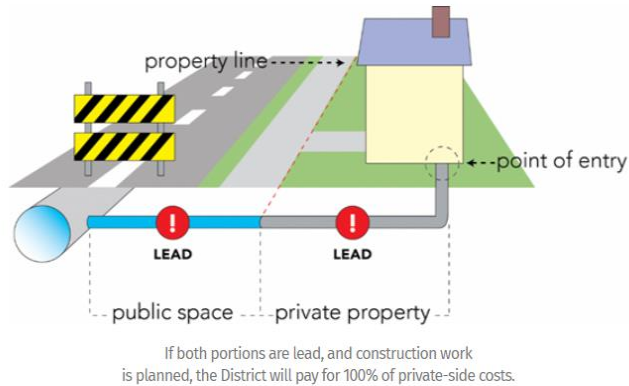 property line
point of entry
!
!
LEAD
LEAD
public space
private property
If both portions are lead, and construction work
is planned, the District will pay for 100% of private-side costs.